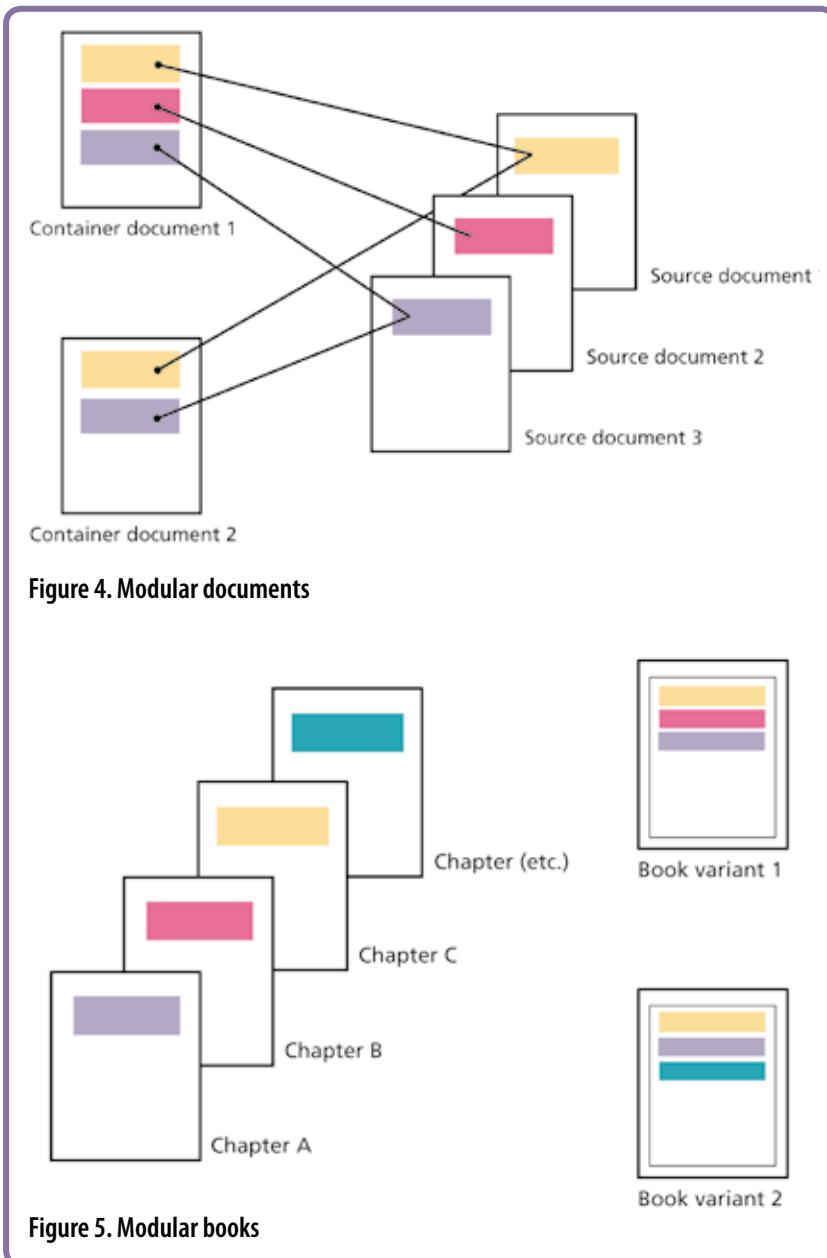 Container document 1
Source document 1
Source document 2
Source document 3
Container document 2
Figure 4. Modular documents
Chapter (etc.)
Book variant 1
Chapter C
Chapter B
Chapter A
Book variant 2
Figure 5. Modular books